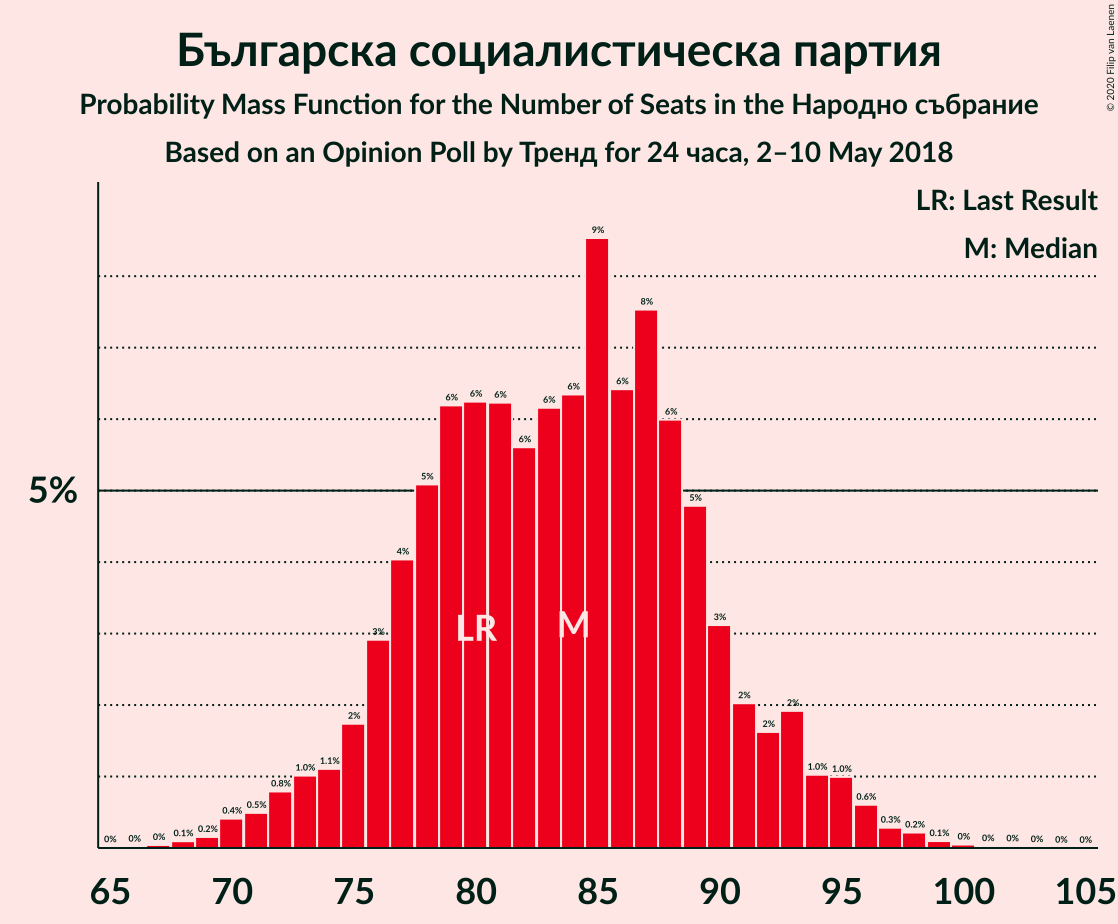 Българска социалистическа партия
Probability Mass Function for the Number of Seats in the Народно събрание
Based on an Opinion Poll by Тренд for 24 часа, 2–10 May 2018
© 2020 Filip van Laenen
LR: Last Result
M: Median
5%
0% 0% 0% 0.1% 0.2% 0.4% 0.5% 0.8% 1.0% 1.1% 2% 3% 4% 5% 6% 6% 6% 6% 6% 6% 9% 6% 8% 6% 5% 3% 2% 2% 2% 1.0% 1.0% 0.6% 0.3% 0.2% 0.1% 0% 0% 0% 0% 0% 0%
LR M
65 70 75 80 85 90 95 100 105